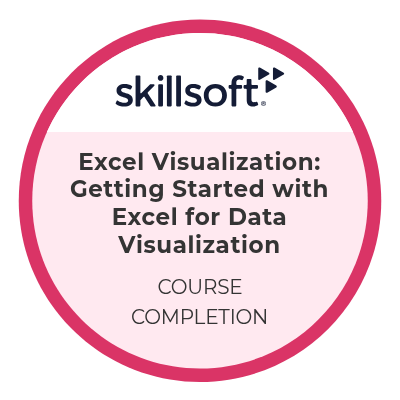 skillsoft®
Excel Visualization:
Getting Started with
Excel for Data
Visualization
COURSE
COMPLETION